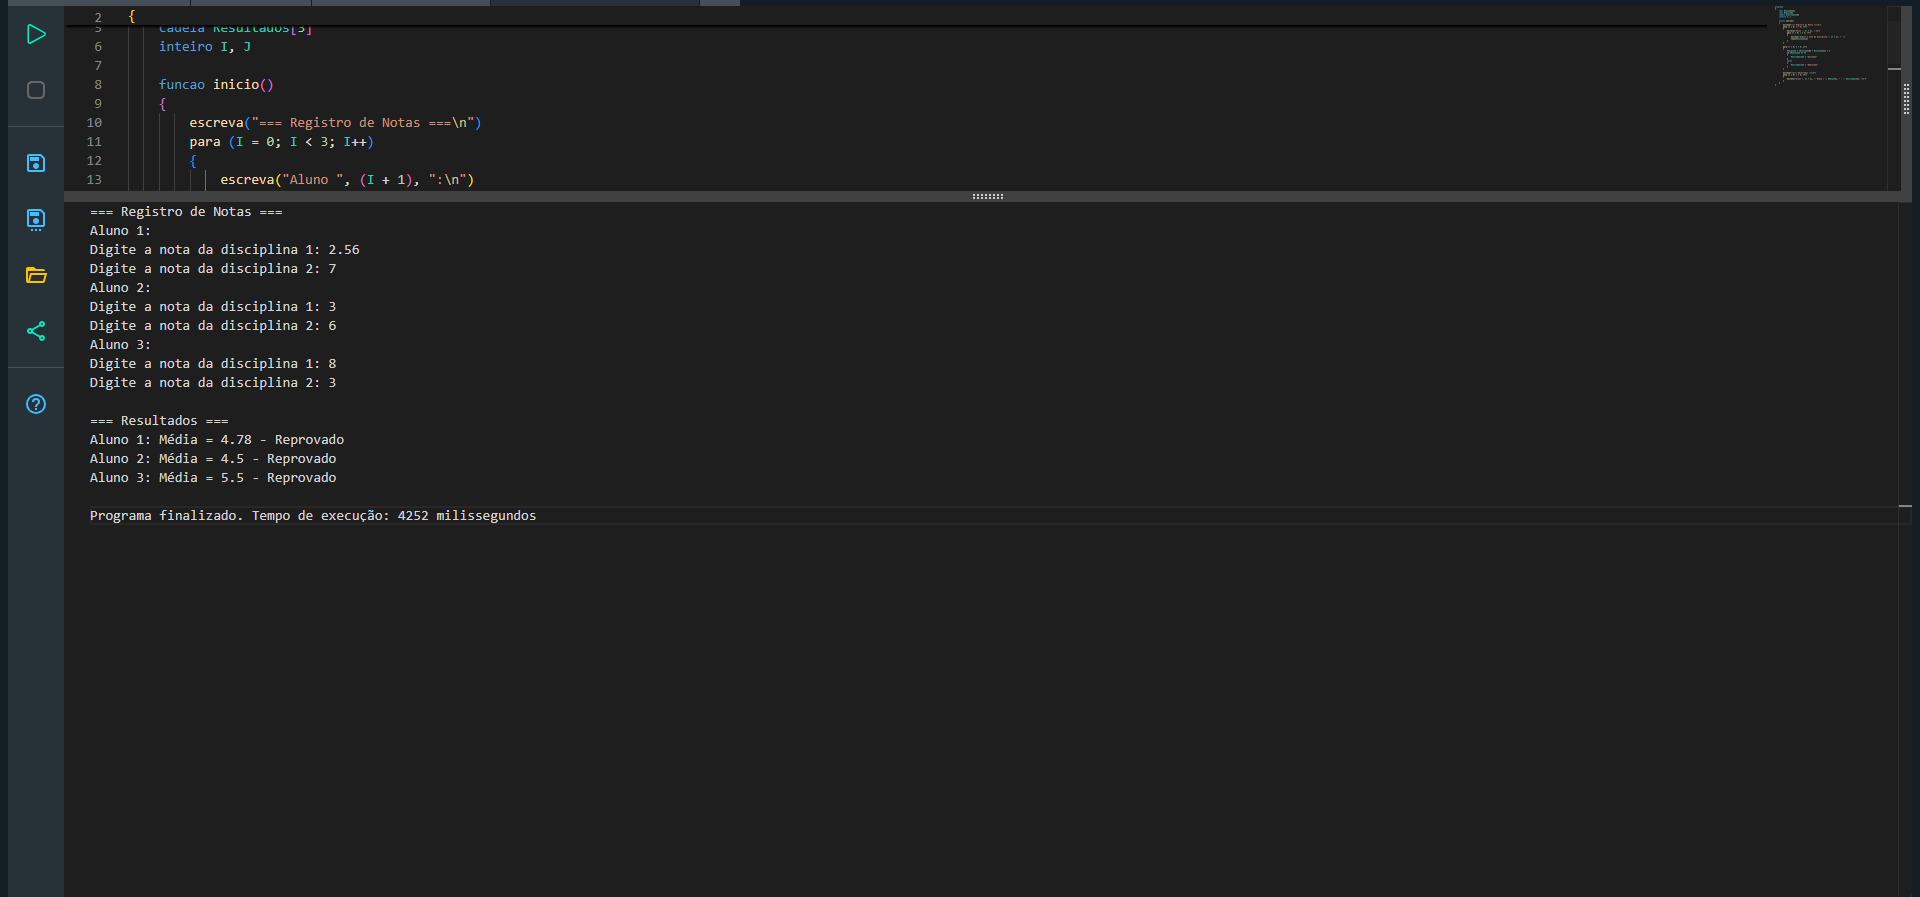 2 {
5 cadeia Resultados[3]
6 inteiro I, J
7
8 funcao inicio()
9 {
10 escreva("=== Registro de Notas ===\n")
11 para (I = 0; I < 3; I++)
12 {
13 escreva("Aluno ", (I + 1), ":\n")
=== Registro de Notas ===
Aluno 1:
Digite a nota da disciplina 1: 2.56
Digite a nota da disciplina 2: 7
Aluno 2:
Digite a nota da disciplina 1: 3
Digite a nota da disciplina 2: 6
Aluno 3:
Digite a nota da disciplina 1: 8
Digite a nota da disciplina 2: 3
=== Resultados ===
Aluno 1: Média = 4.78 - Reprovado
Aluno 2: Média = 4.5 - Reprovado
Aluno 3: Média = 5.5 - Reprovado
Programa finalizado. Tempo de execução: 4252 milissegundos